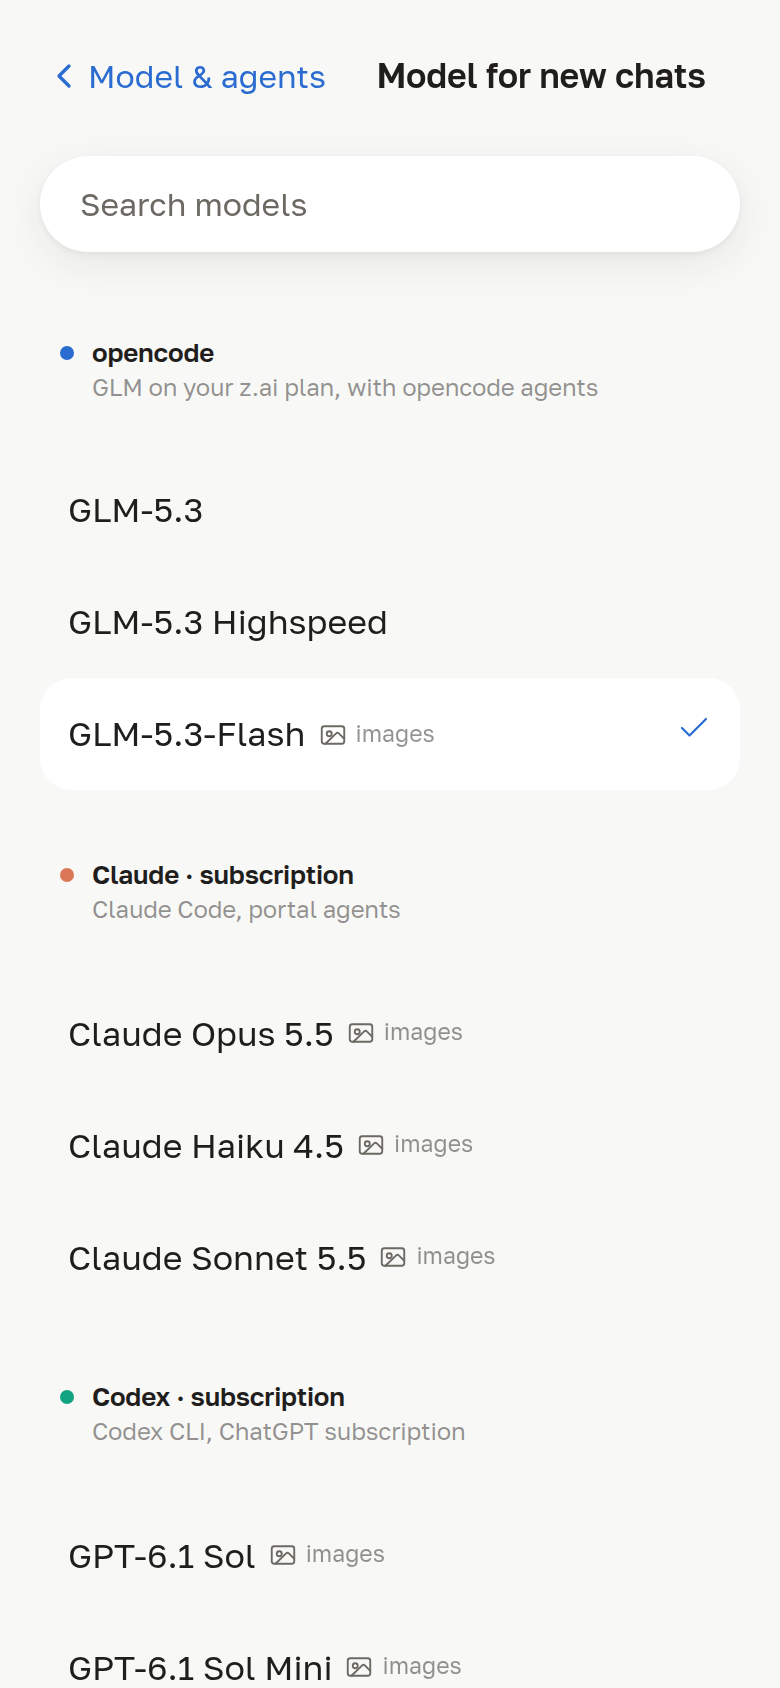 Model & agents
Model for new chats
Search models
opencode
GLM on your z.ai plan, with opencode agents
GLM-5.3
GLM-5.3 Highspeed
GLM-5.3-Flash images
Claude · subscription
Claude Code, portal agents
Claude Opus 5.5 images
Claude Haiku 4.5 images
Claude Sonnet 5.5 images
Codex · subscription
Codex CLI, ChatGPT subscription
GPT-6.1 Sol images
GPT-6.1 Sol Mini images